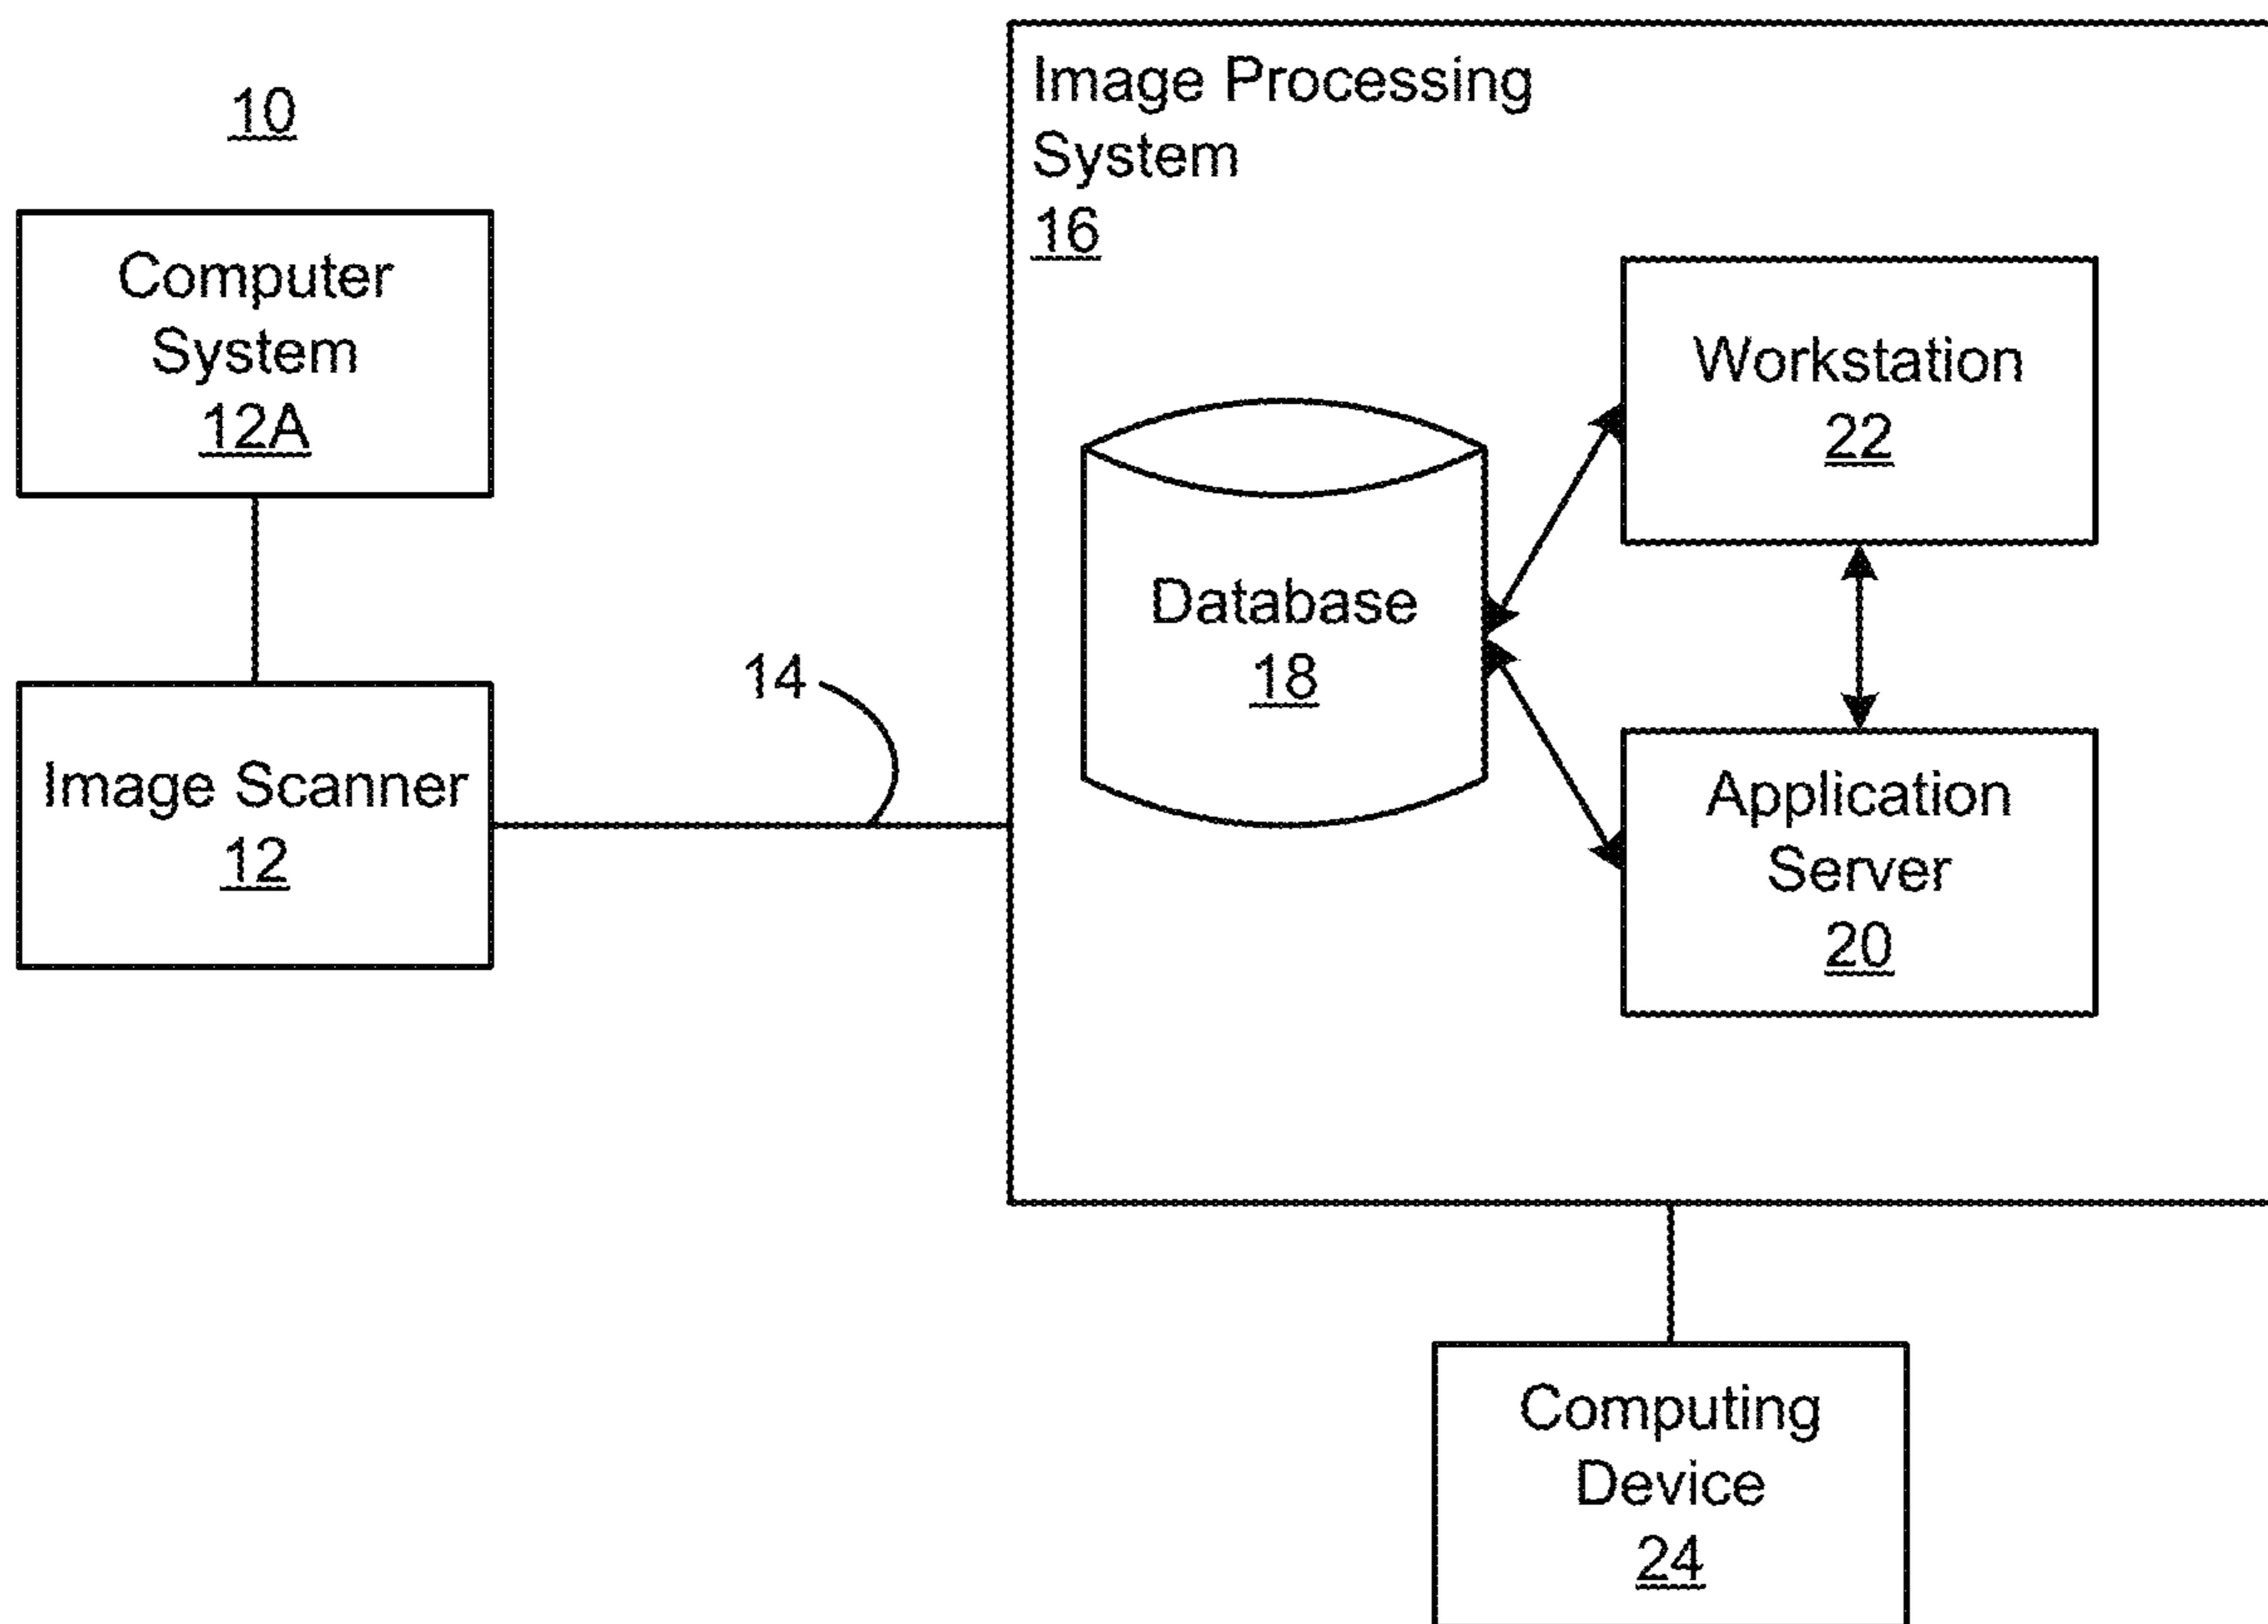 10
Computer
System
12A
Image Scanner
12
14
Image Processing
System
16
Database
18
Workstation
22
Application
Server
20
Computing
Device
24